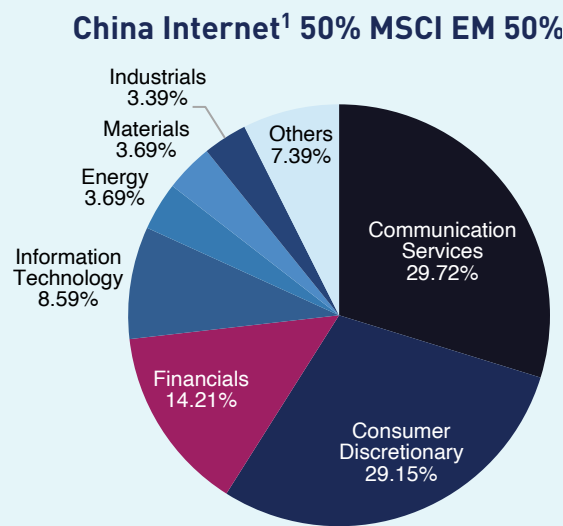 China Internet¹ 50% MSCI EM 50%
Industrials
3.39%
Materials
3.69%
Energy
3.69%
Information
Technology
8.59%
Financials
14.21%
Others
7.39%
Communication
Services
29.72%
Consumer
Discretionary
29.15%